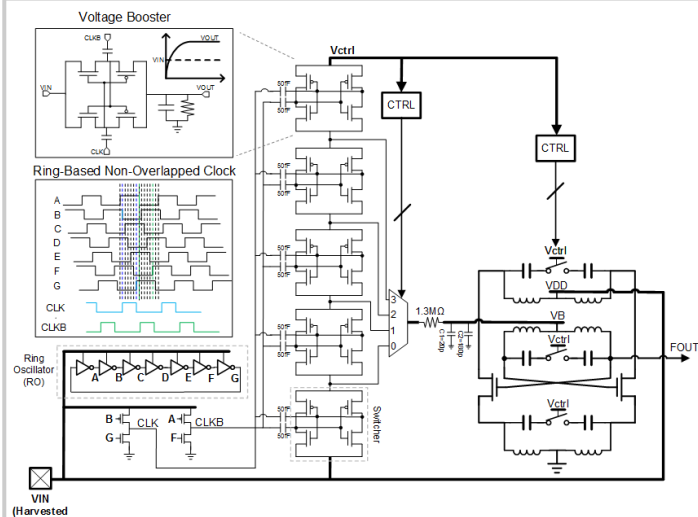 Voltage Booster
CLKB
VIN
VOUT
VIN
VOUT
CLK
Ring-Based Non-Overlapped Clock
A
B
C
D
E
F
G
CLK
CLKB
Ring
Oscillator
(RO)
A B C D E F G
B
G
CLK
A
F
CLKB
VIN
(Harvested
Vctrl
50fF
50fF
50fF
50fF
50fF
50fF
50fF
50fF
50fF
50fF
Switcher
CTRL
CTRL
3
2
1
0
1.3MΩ
Vctrl
VDD
VB
Vctrl
FOUT
Vctrl